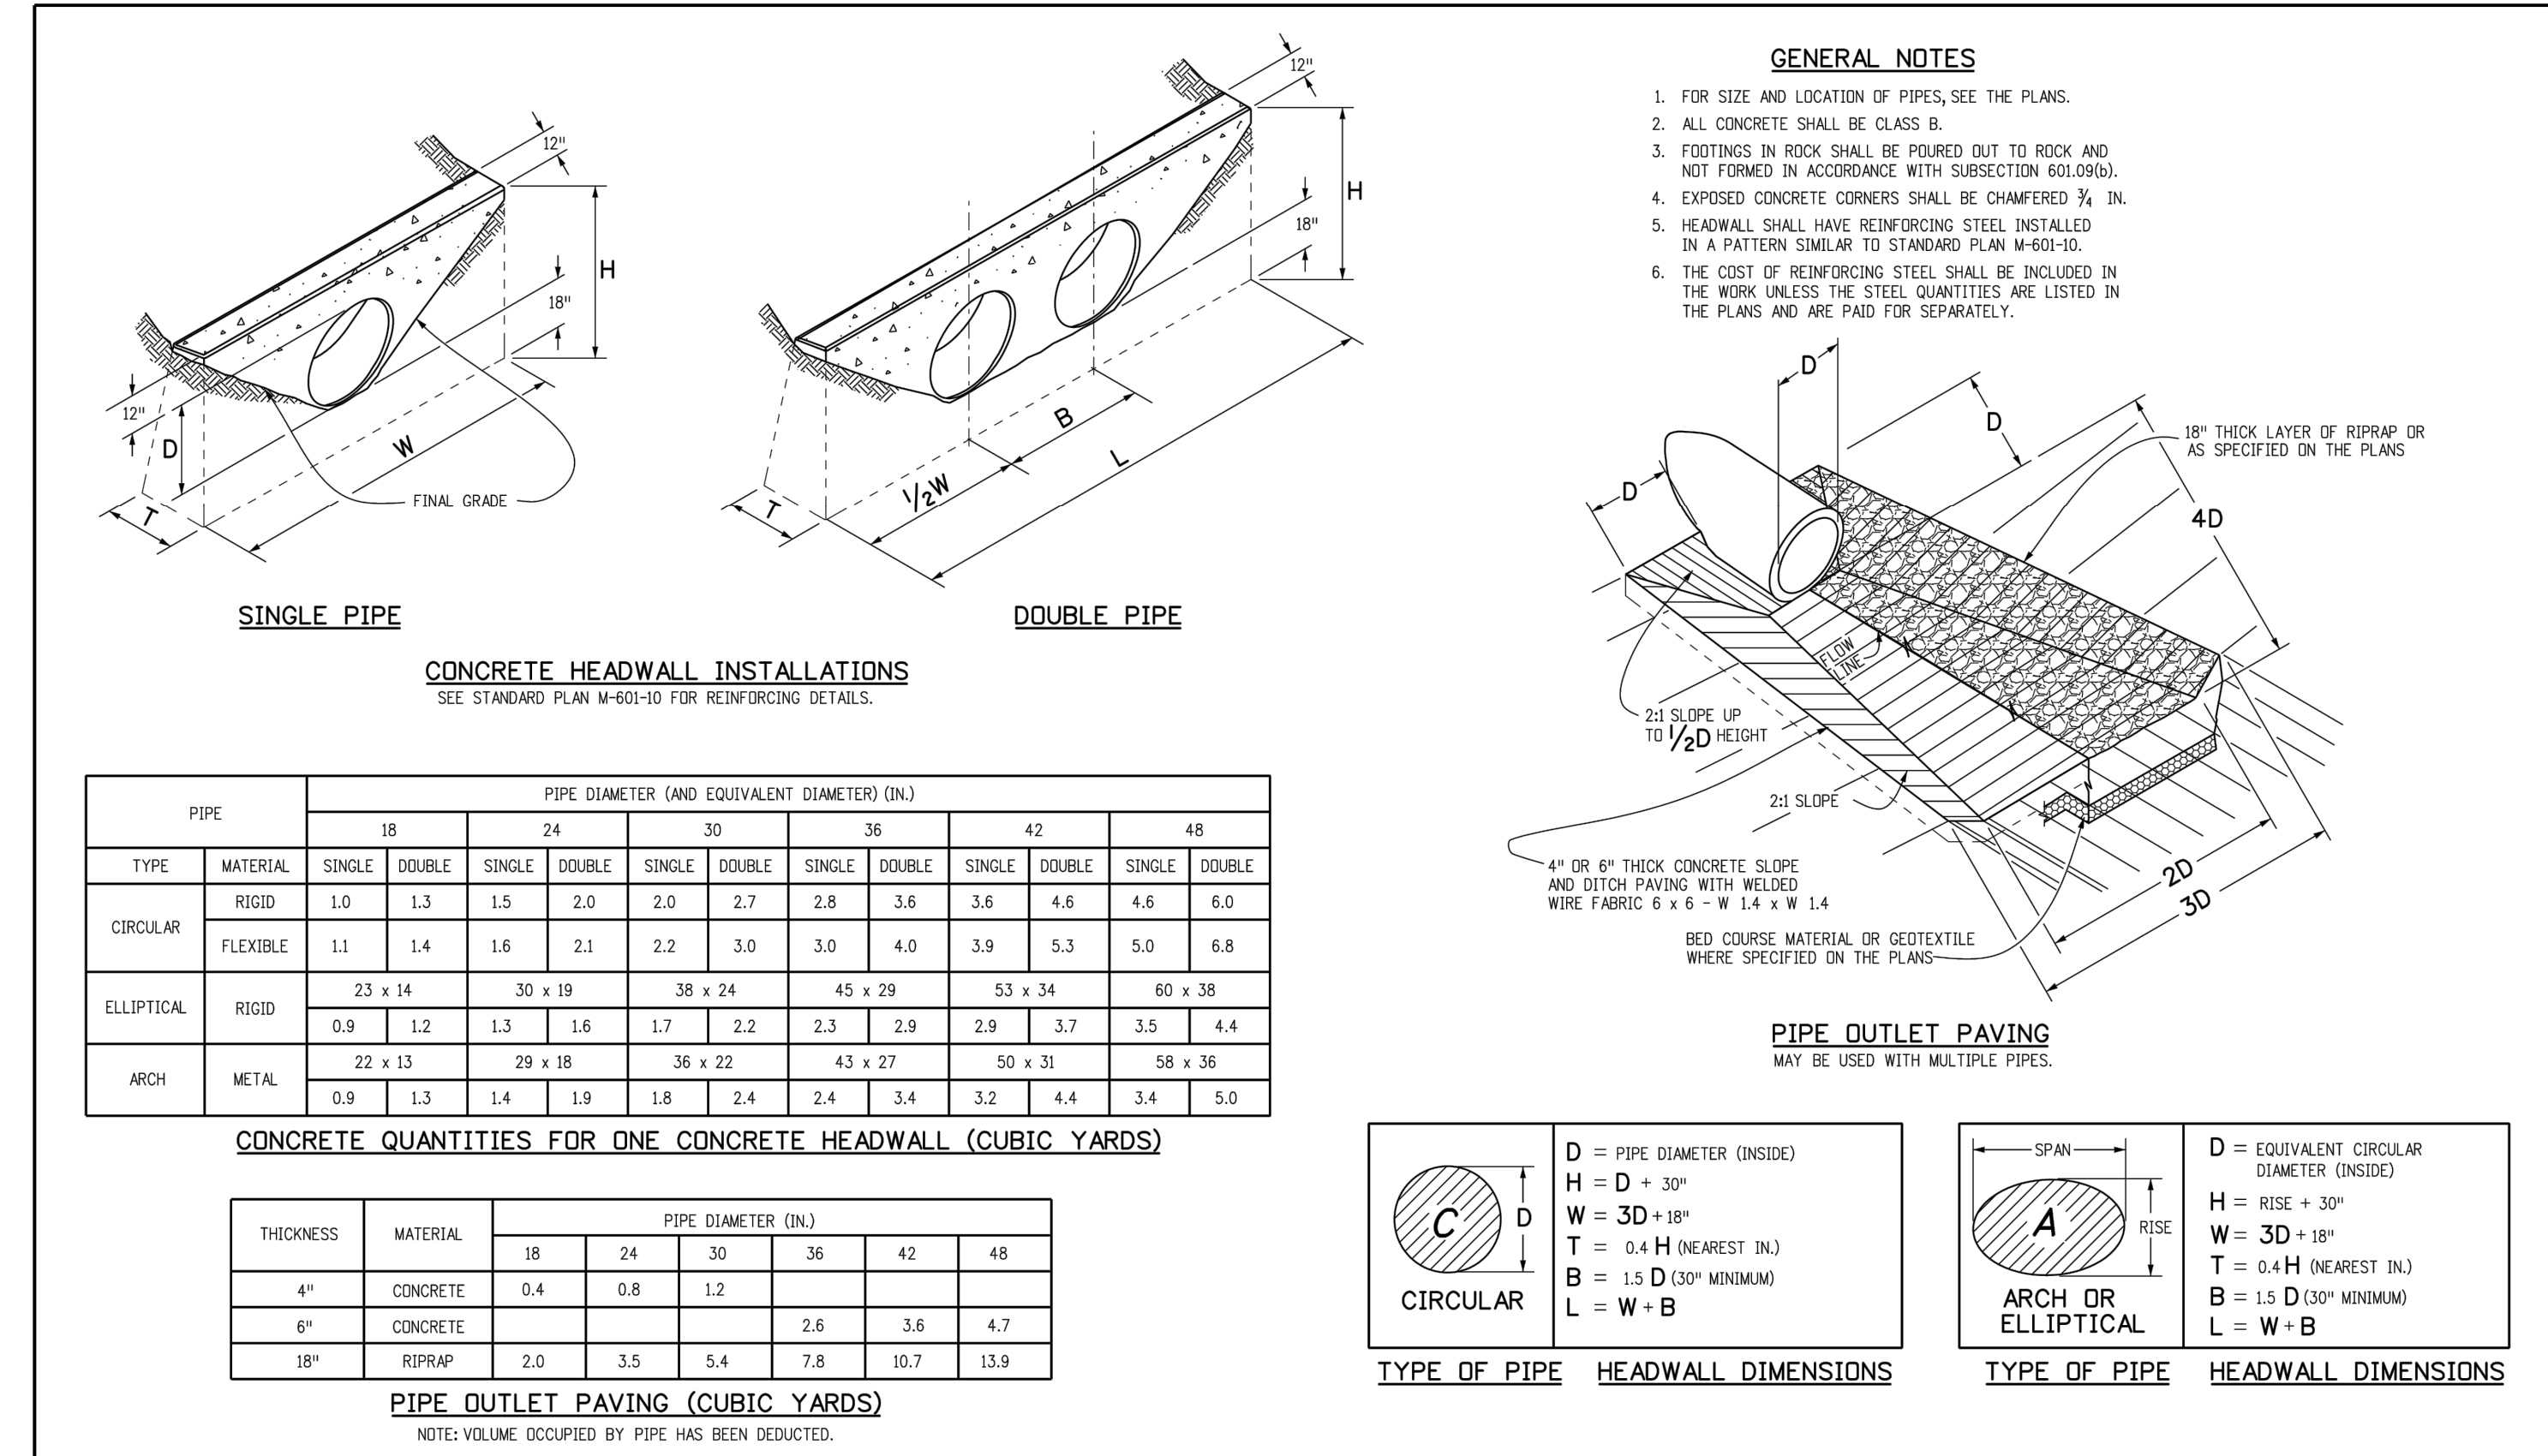 12"
H
18"
12"
D
W
T
FINAL GRADE
SINGLE PIPE
12"
H
18"
B
L
1/2W
T
DOUBLE PIPE
CONCRETE HEADWALL INSTALLATIONS
SEE STANDARD PLAN M-601-10 FOR REINFORCING DETAILS.
GENERAL NOTES
1. FOR SIZE AND LOCATION OF PIPES, SEE THE PLANS.
2. ALL CONCRETE SHALL BE CLASS B.
3. FOOTINGS IN ROCK SHALL BE POURED OUT TO ROCK AND
NOT FORMED IN ACCORDANCE WITH SUBSECTION 601.09(b).
4. EXPOSED CONCRETE CORNERS SHALL BE CHAMFERED 3/4 IN.
5. HEADWALL SHALL HAVE REINFORCING STEEL INSTALLED
IN A PATTERN SIMILAR TO STANDARD PLAN M-601-10.
6. THE COST OF REINFORCING STEEL SHALL BE INCLUDED IN
THE WORK UNLESS THE STEEL QUANTITIES ARE LISTED IN
THE PLANS AND ARE PAID FOR SEPARATELY.
D
D
D
4D
18" THICK LAYER OF RIPRAP OR
AS SPECIFIED ON THE PLANS
FLOW
LINE
2:1 SLOPE UP
TO 1/2D HEIGHT
2:1 SLOPE
4" OR 6" THICK CONCRETE SLOPE
AND DITCH PAVING WITH WELDED
WIRE FABRIC 6 x 6 - W 1.4 x W 1.4
BED COURSE MATERIAL OR GEOTEXTILE
WHERE SPECIFIED ON THE PLANS
2D
3D
PIPE OUTLET PAVING
MAY BE USED WITH MULTIPLE PIPES.
PIPE PIPE DIAMETER (AND EQUIVALENT DIAMETER) (IN.)
18 24 30 36 42 48
TYPE MATERIAL SINGLE DOUBLE SINGLE DOUBLE SINGLE DOUBLE SINGLE DOUBLE SINGLE DOUBLE SINGLE DOUBLE
CIRCULAR RIGID 1.0 1.3 1.5 2.0 2.0 2.7 2.8 3.6 3.6 4.6 4.6 6.0
FLEXIBLE 1.1 1.4 1.6 2.1 2.2 3.0 3.0 4.0 3.9 5.3 5.0 6.8
ELLIPTICAL RIGID 23 x 14 30 x 19 38 x 24 45 x 29 53 x 34 60 x 38
0.9 1.2 1.3 1.6 1.7 2.2 2.3 2.9 2.9 3.7 3.5 4.4
ARCH METAL 22 x 13 29 x 18 36 x 22 43 x 27 50 x 31 58 x 36
0.9 1.3 1.4 1.9 1.8 2.4 2.4 3.4 3.2 4.4 3.4 5.0
CONCRETE QUANTITIES FOR ONE CONCRETE HEADWALL (CUBIC YARDS)
THICKNESS MATERIAL PIPE DIAMETER (IN.)
18 24 30 36 42 48
4" CONCRETE 0.4 0.8 1.2
6" CONCRETE 2.6 3.6 4.7
18" RIPRAP 2.0 3.5 5.4 7.8 10.7 13.9
PIPE OUTLET PAVING (CUBIC YARDS)
NOTE: VOLUME OCCUPIED BY PIPE HAS BEEN DEDUCTED.
C
D
CIRCULAR
D = PIPE DIAMETER (INSIDE)
H = D + 30"
W = 3D + 18"
T = 0.4 H (NEAREST IN.)
B = 1.5 D (30" MINIMUM)
L = W + B
TYPE OF PIPE HEADWALL DIMENSIONS
SPAN
A
RISE
ARCH OR
ELLIPTICAL
D = EQUIVALENT CIRCULAR
DIAMETER (INSIDE)
H = RISE + 30"
W = 3D + 18"
T = 0.4 H (NEAREST IN.)
B = 1.5 D (30" MINIMUM)
L = W + B
TYPE OF PIPE HEADWALL DIMENSIONS